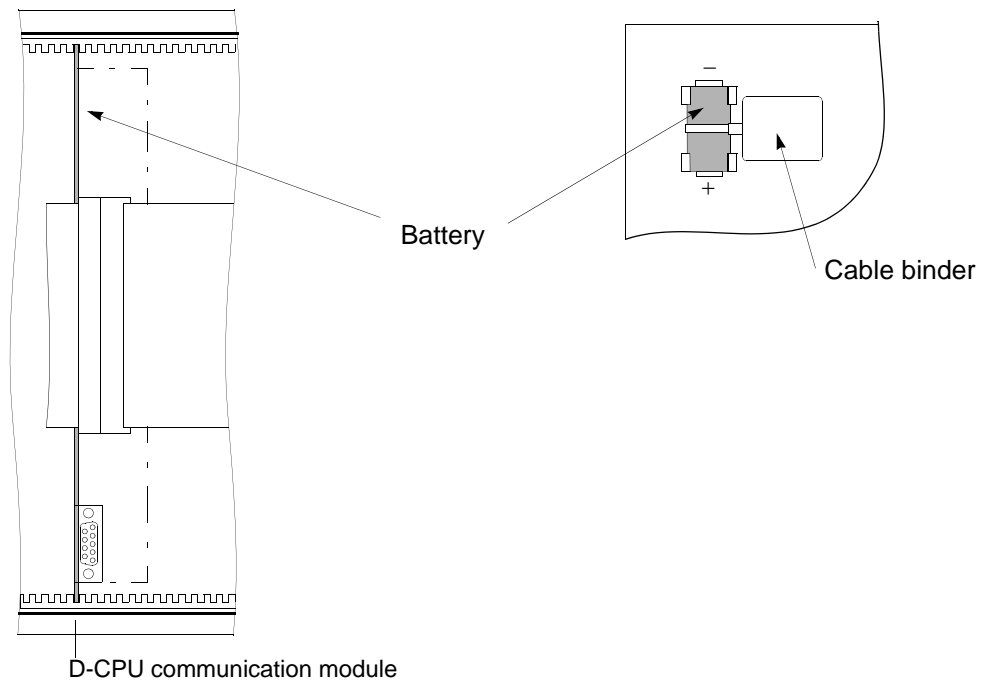 −
+
Battery
Cable binder
D-CPU communication module